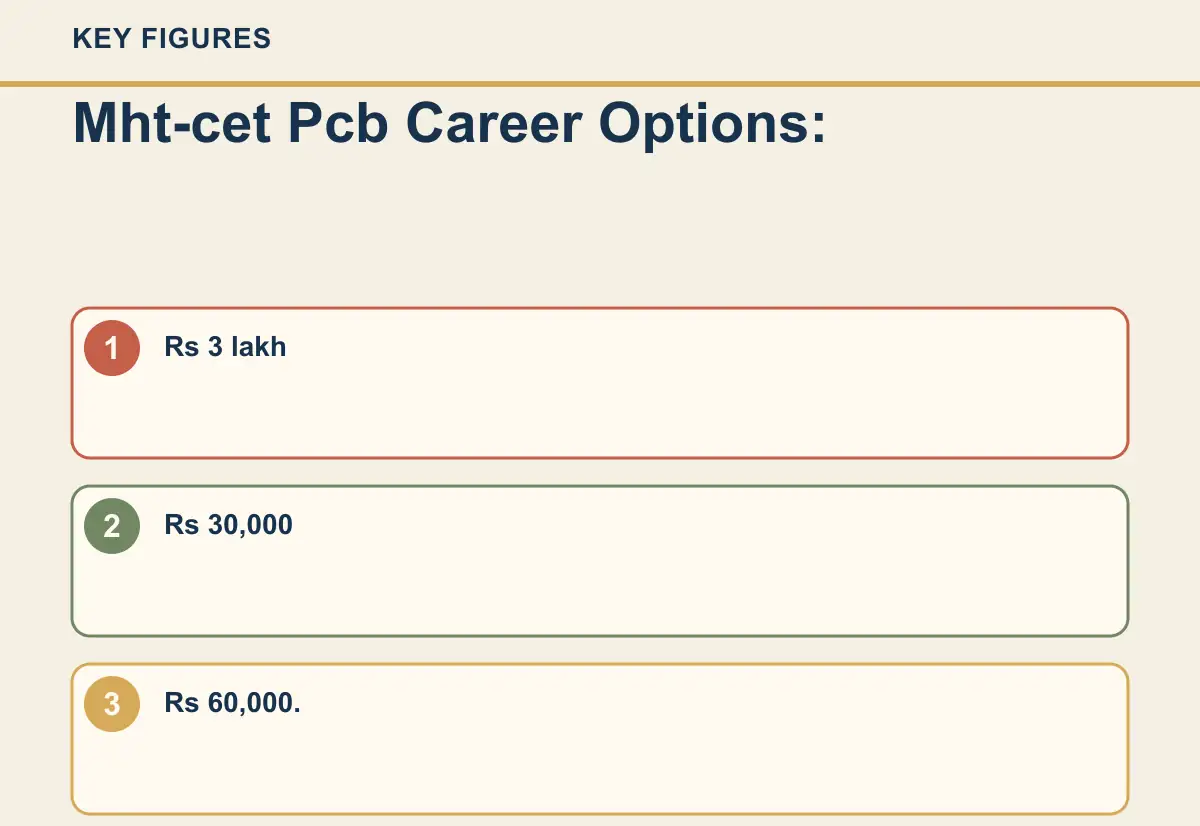 KEY FIGURES
Mht-cet Pcb Career Options:
1 Rs 3 lakh
2 Rs 30,000
3 Rs 60,000.